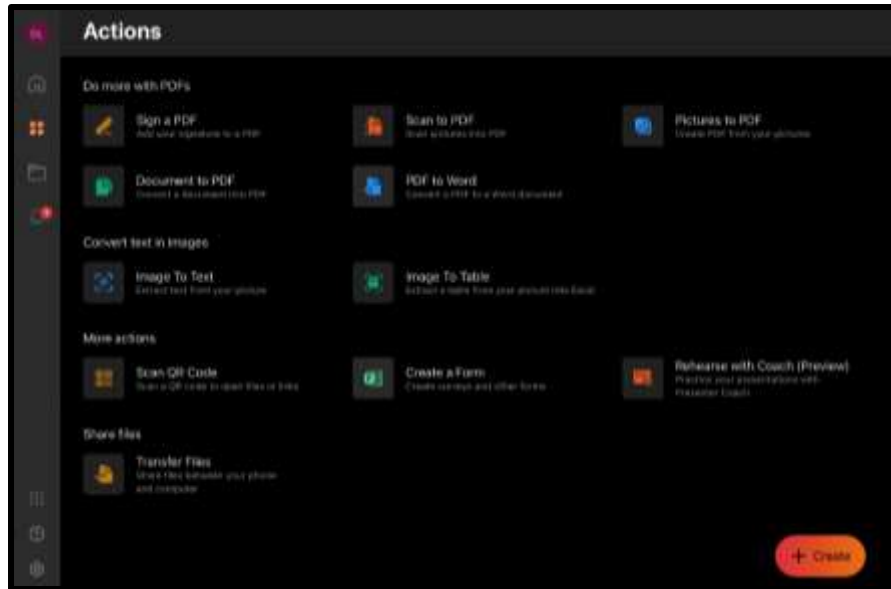 Actions
Do more with PDFs
Sign a PDF
Add your signature to a PDF
Scan to PDF
Scan pictures into PDF
Pictures to PDF
Create PDF from your pictures
Document to PDF
Convert a document into PDF
PDF to Word
Convert a PDF to a Word document
Convert text in images
Image To Text
Extract text from your picture
Image To Table
Extract a table from your picture into Excel
More actions
Scan QR Code
Scan a QR code to open files or links
Create a Form
Create surveys and other forms
Rehearse with Coach (Preview)
Practice your presentations with
Presenter Coach
Share files
Transfer Files
Share files between your phone
and computer
+ Create